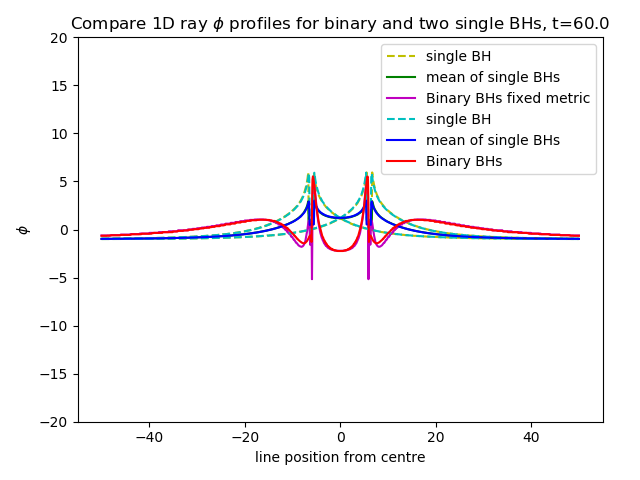 Compare 1D ray ϕ profiles for binary and two single BHs, t=60.0
20
15
10
5
0
−5
−10
−15
−20
ϕ
single BH
mean of single BHs
Binary BHs fixed metric
single BH
mean of single BHs
Binary BHs
−40
−20
0
20
40
line position from centre